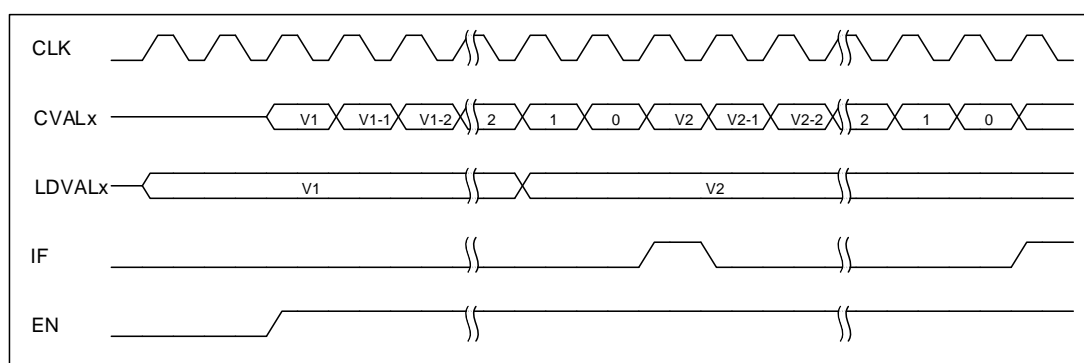 CLK
CVALx V1 V1-1 V1-2 2 1 0 V2 V2-1 V2-2 2 1 0
LDVALx V1 V2
IF
EN